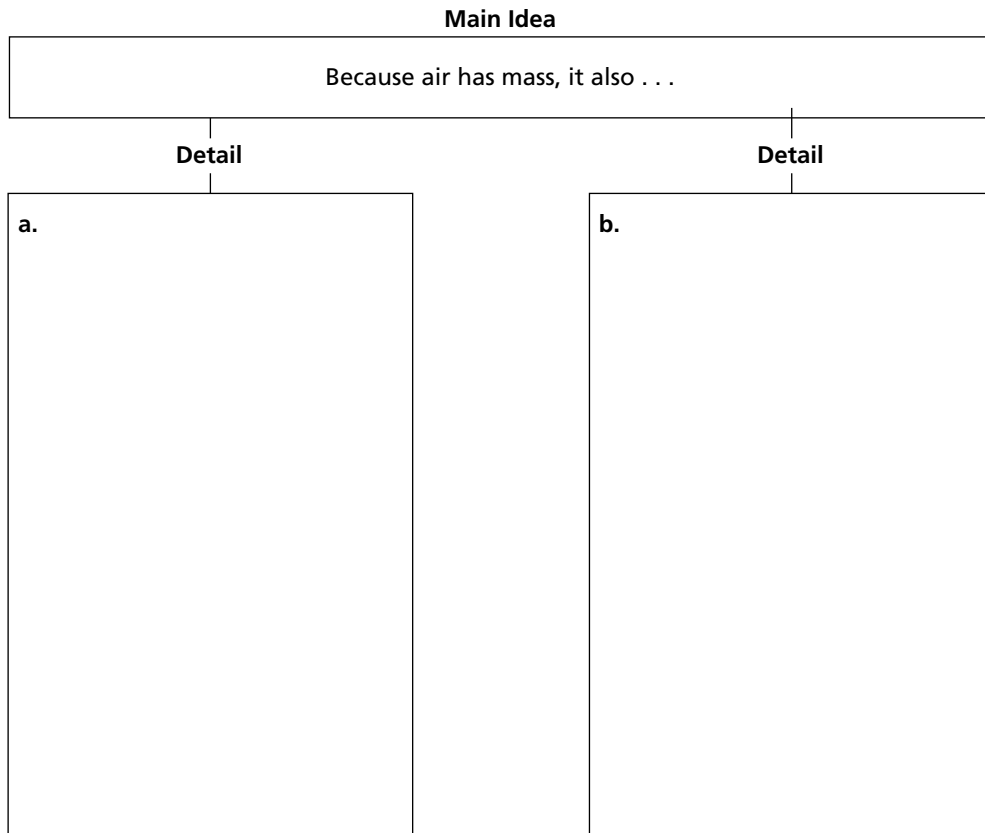 Main Idea
Because air has mass, it also . . .
Detail
Detail
a.
b.